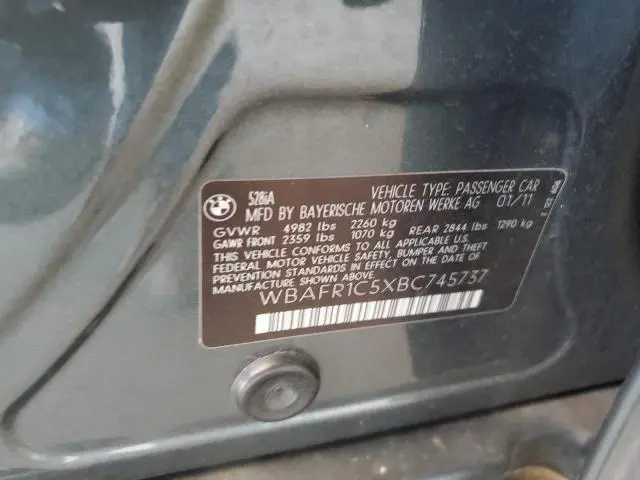 BMW
528iA
VEHICLE TYPE: PASSENGER CAR
MFD BY BAYERISCHE MOTOREN WERKE AG 01/11
GVWR 4982 lbs 2260 kg
GAWR FRONT 2359 lbs 1070 kg REAR 2844 lbs 1290 kg
THIS VEHICLE CONFORMS TO ALL APPLICABLE
FEDERAL MOTOR VEHICLE SAFETY, BUMPER, AND THEFT
PREVENTION STANDARDS IN EFFECT ON THE DATE OF
MANUFACTURE SHOWN ABOVE.
WBAFR1C5XBC745737